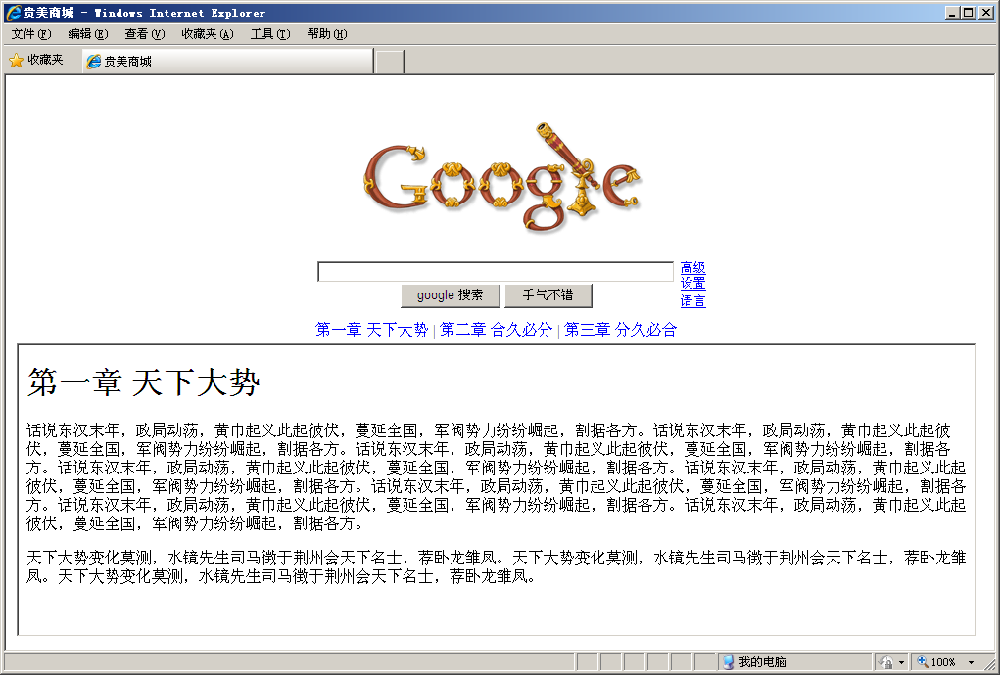 贵美商城 - Windows Internet Explorer
文件(F) 编辑(E) 查看(V) 收藏夹(A) 工具(T) 帮助(H)
收藏夹 贵美商城
Google
高级
google 搜索 手气不错 设置
语言
第一章 天下大势 | 第二章 合久必分 | 第三章 分久必合
第一章 天下大势
话说东汉末年，政局动荡，黄巾起义此起彼伏，蔓延全国，军阀势力纷纷崛起，割据各方。话说东汉末年，政局动荡，黄巾起义此起彼
伏，蔓延全国，军阀势力纷纷崛起，割据各方。话说东汉末年，政局动荡，黄巾起义此起彼伏，蔓延全国，军阀势力纷纷崛起，割据各
方。话说东汉末年，政局动荡，黄巾起义此起彼伏，蔓延全国，军阀势力纷纷崛起，割据各方。话说东汉末年，政局动荡，黄巾起义此起
彼伏，蔓延全国，军阀势力纷纷崛起，割据各方。话说东汉末年，政局动荡，黄巾起义此起彼伏，蔓延全国，军阀势力纷纷崛起，割据各
方。话说东汉末年，政局动荡，黄巾起义此起彼伏，蔓延全国，军阀势力纷纷崛起，割据各方。话说东汉末年，政局动荡，黄巾起义此起
彼伏，蔓延全国，军阀势力纷纷崛起，割据各方。
天下大势变化莫测，水镜先生司马徵于荆州会天下名士，荐卧龙雏凤。天下大势变化莫测，水镜先生司马徵于荆州会天下名士，荐卧龙雏
凤。天下大势变化莫测，水镜先生司马徵于荆州会天下名士，荐卧龙雏凤。
我的电脑 100%